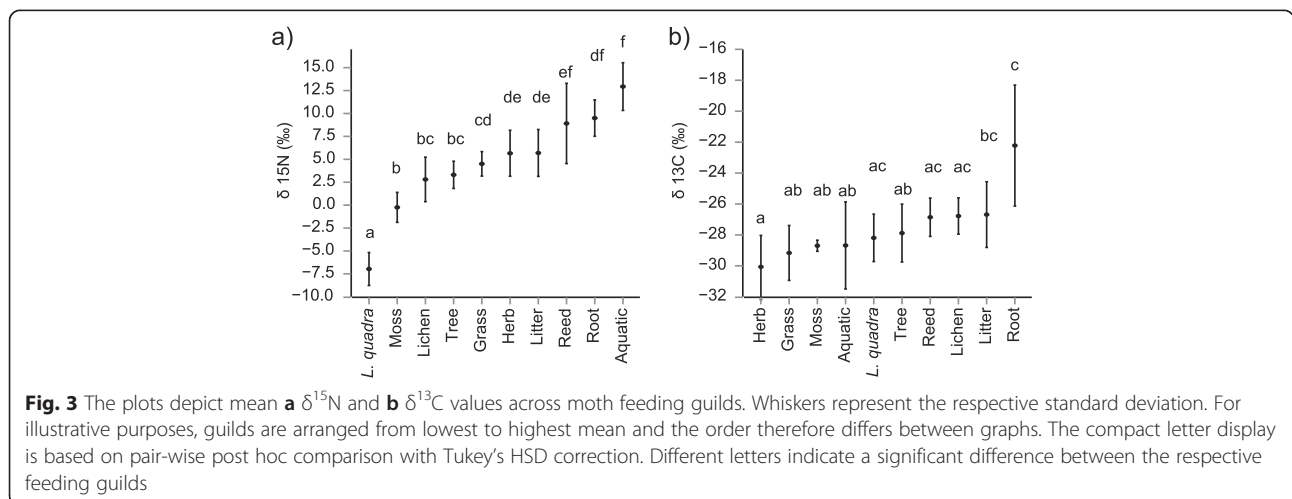 a)
15.0
12.5
10.0
7.5
5.0
2.5
0.0
−2.5
−5.0
−7.5
−10.0
δ 15N (‰)
a
b
bc
bc
cd
de
de
ef
df
f
L. quadra
Moss
Lichen
Tree
Grass
Herb
Litter
Reed
Root
Aquatic
b)
−16
−18
−20
−22
−24
−26
−28
−30
−32
δ 13C (‰)
a
ab
ab
ab
ac
ab
ac
ac
bc
c
Herb
Grass
Moss
Aquatic
L. quadra
Tree
Reed
Lichen
Litter
Root
Fig. 3 The plots depict mean a δ15N and b δ13C values across moth feeding guilds. Whiskers represent the respective standard deviation. For
illustrative purposes, guilds are arranged from lowest to highest mean and the order therefore differs between graphs. The compact letter display
is based on pair-wise post hoc comparison with Tukey's HSD correction. Different letters indicate a significant difference between the respective
feeding guilds